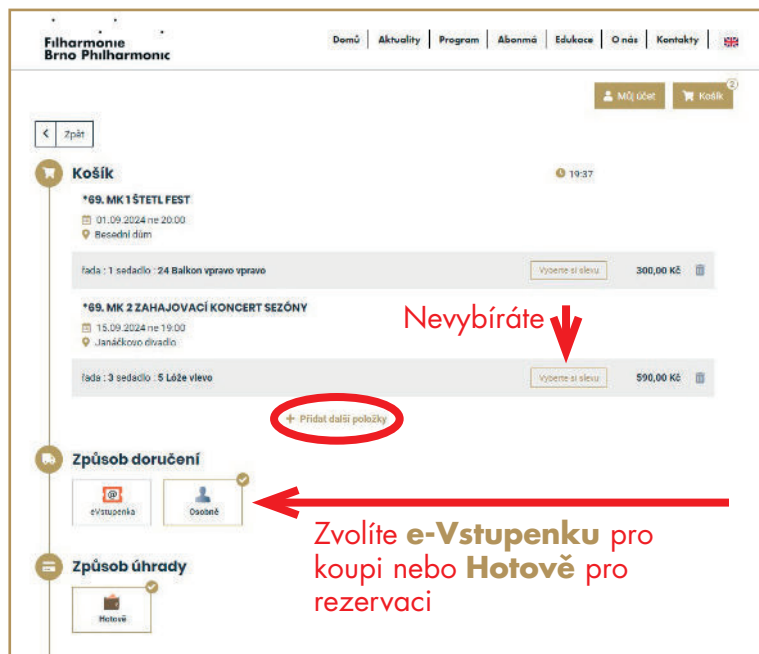 Filharmonie
Brno Philharmonic
Domů | Aktuality | Program | Abonmá | Edukace | O nás | Kontakty |
Můj účet
Košík
2
Zpět
Košík
19:37
*69. MK 1 ŠTETL FEST
01.09.2024 ne 20:00
Besední dům
řada : 1 sedadlo : 24 Balkon vpravo vpravo
Vyberte si slevu
300,00 Kč
*69. MK 2 ZAHAJOVACÍ KONCERT SEZÓNY
Nevybíráte
15.09.2024 ne 19:00
Janáčkovo divadlo
řada : 3 sedadlo : 5 Lóže vlevo
Vyberte si slevu
590,00 Kč
+ Přidat další položky
Způsob doručení
eVstupenka
Osobně
Zvolíte e-Vstupenku pro
koupi nebo Hotově pro
rezervaci
Způsob úhrady
Hotově